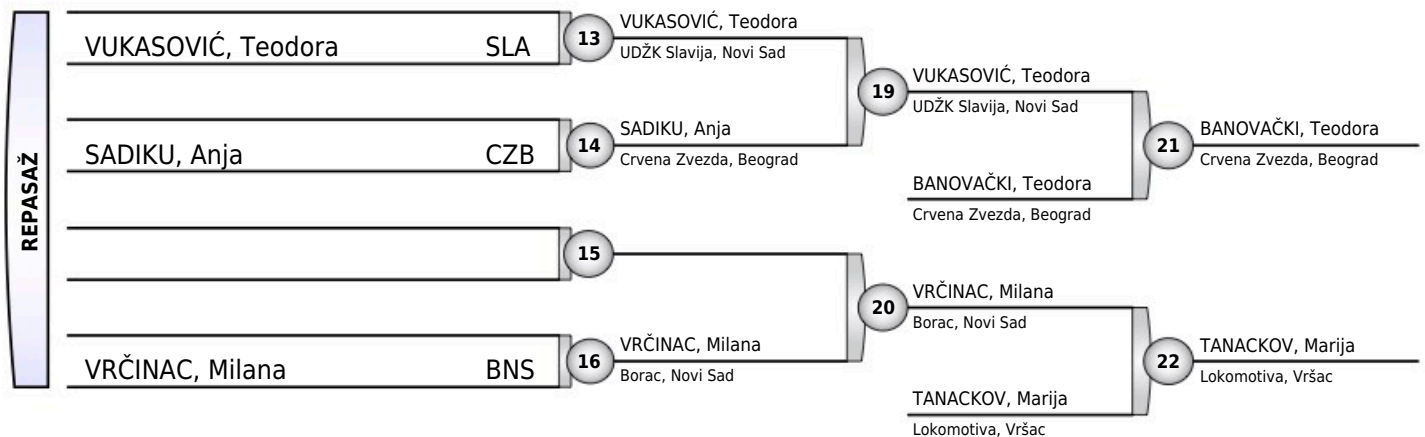 REPASAŽ
VUKASOVIĆ, Teodora SLA
13
VUKASOVIĆ, Teodora
UDŽK Slavija, Novi Sad
SADIKU, Anja CZB
14
SADIKU, Anja
Crvena Zvezda, Beograd
19
VUKASOVIĆ, Teodora
UDŽK Slavija, Novi Sad
BANOVAČKI, Teodora
Crvena Zvezda, Beograd
21
BANOVAČKI, Teodora
Crvena Zvezda, Beograd
15
VRČINAC, Milana BNS
16
VRČINAC, Milana
Borac, Novi Sad
20
VRČINAC, Milana
Borac, Novi Sad
TANACKOV, Marija
Lokomotiva, Vršac
22
TANACKOV, Marija
Lokomotiva, Vršac